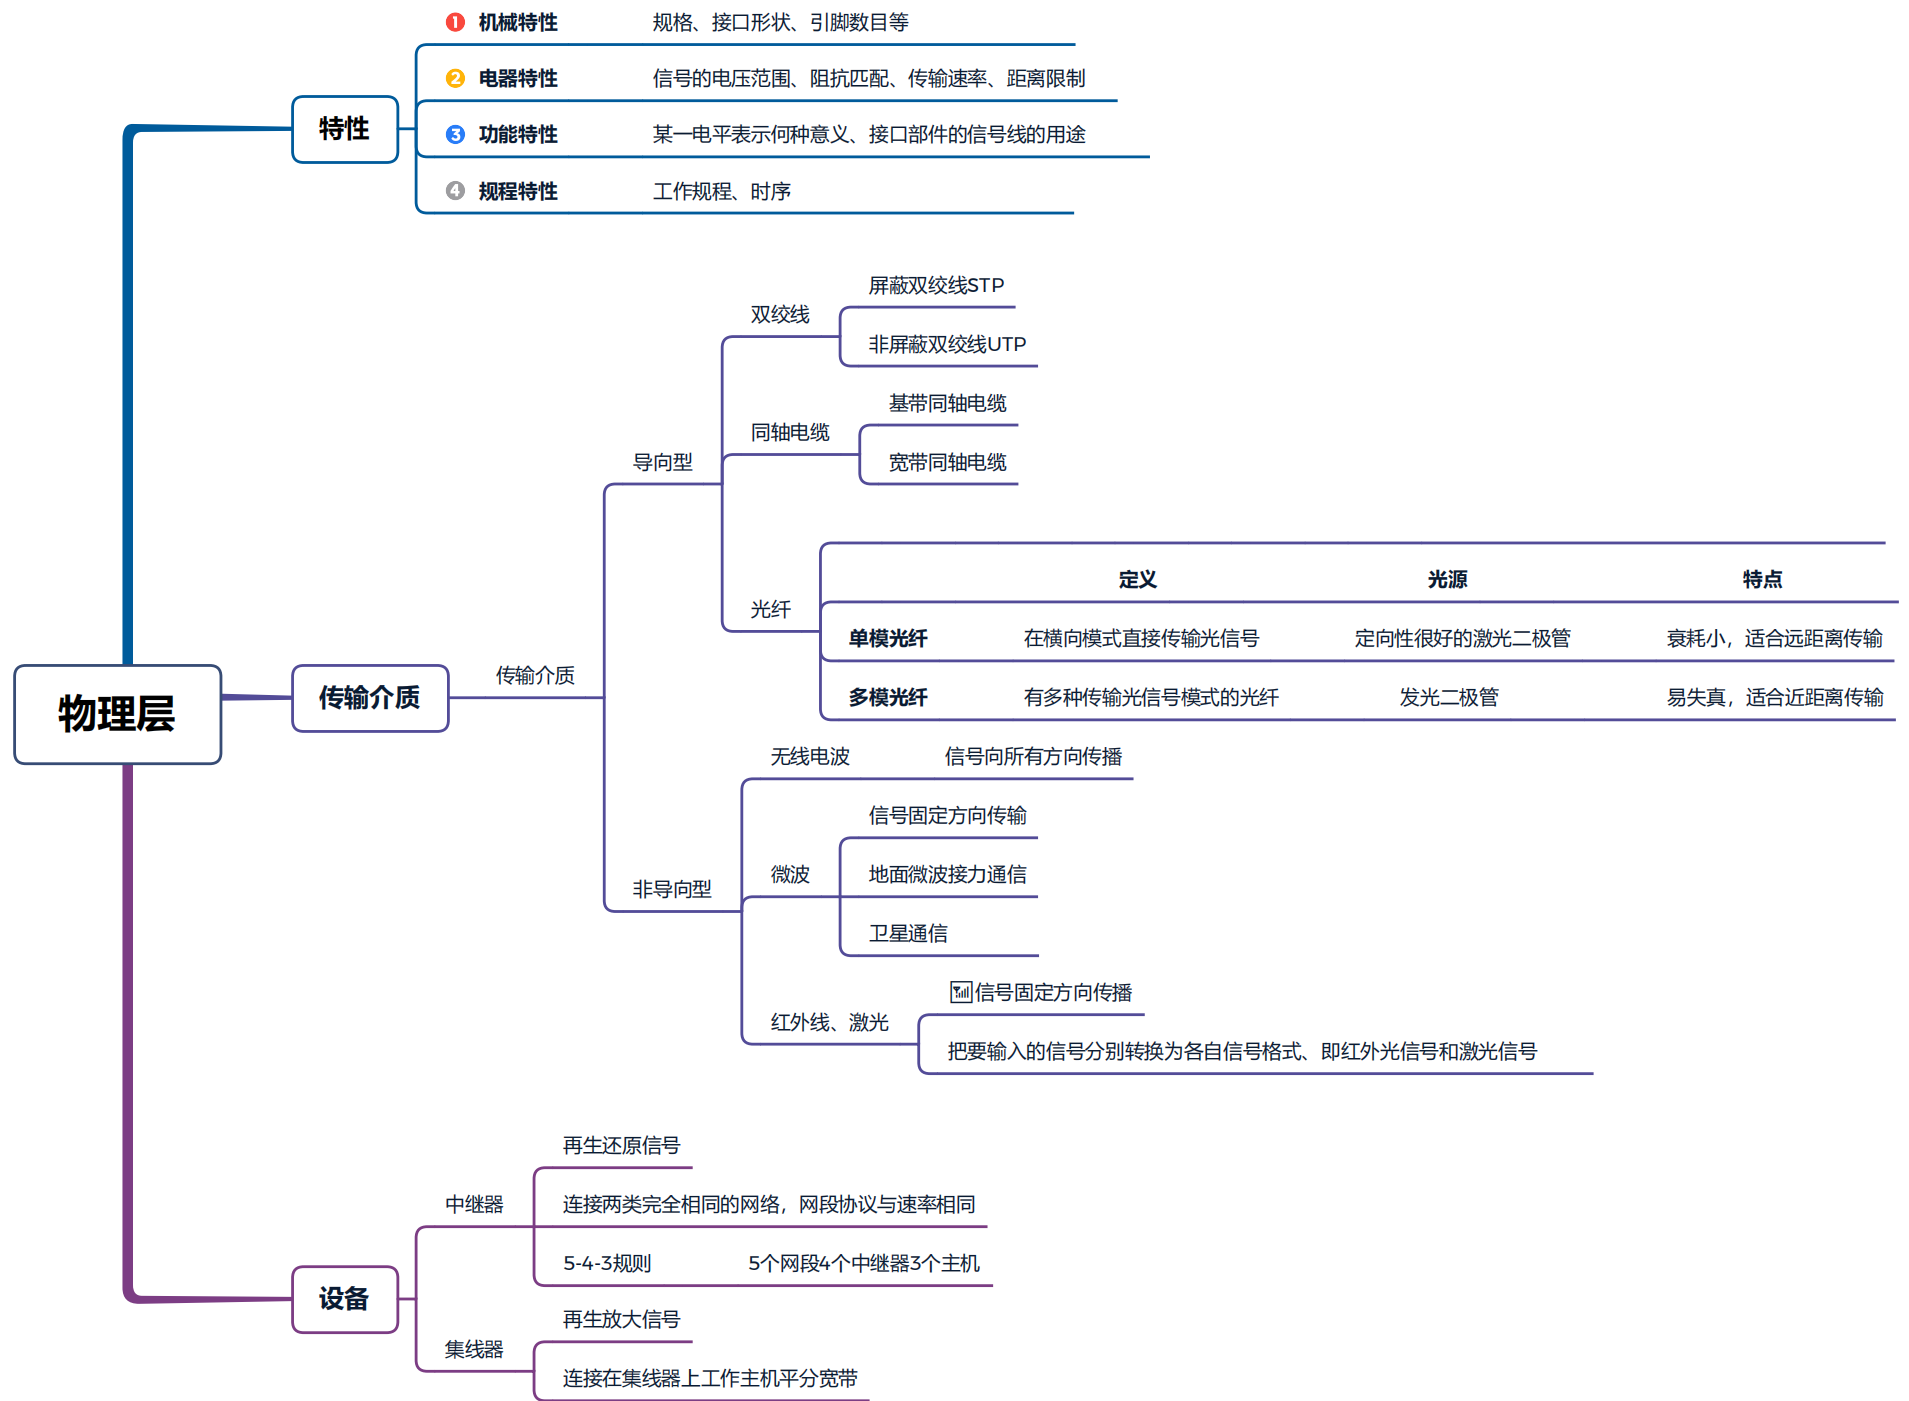 物理层
特性
1 机械特性 规格、接口形状、引脚数目等
2 电器特性 信号的电压范围、阻抗匹配、传输速率、距离限制
3 功能特性 某一电平表示何种意义、接口部件的信号线的用途
4 规程特性 工作规程、时序
传输介质
传输介质
导向型
双绞线
屏蔽双绞线STP
非屏蔽双绞线UTP
同轴电缆
基带同轴电缆
宽带同轴电缆
光纤
定义 光源 特点
单模光纤 在横向模式直接传输光信号 定向性很好的激光二极管 衰耗小，适合远距离传输
多模光纤 有多种传输光信号模式的光纤 发光二极管 易失真，适合近距离传输
非导向型
无线电波 信号向所有方向传播
微波
信号固定方向传输
地面微波接力通信
卫星通信
红外线、激光
📶信号固定方向传播
把要输入的信号分别转换为各自信号格式、即红外光信号和激光信号
设备
中继器
再生还原信号
连接两类完全相同的网络，网段协议与速率相同
5-4-3规则 5个网段4个中继器3个主机
集线器
再生放大信号
连接在集线器上工作主机平分宽带